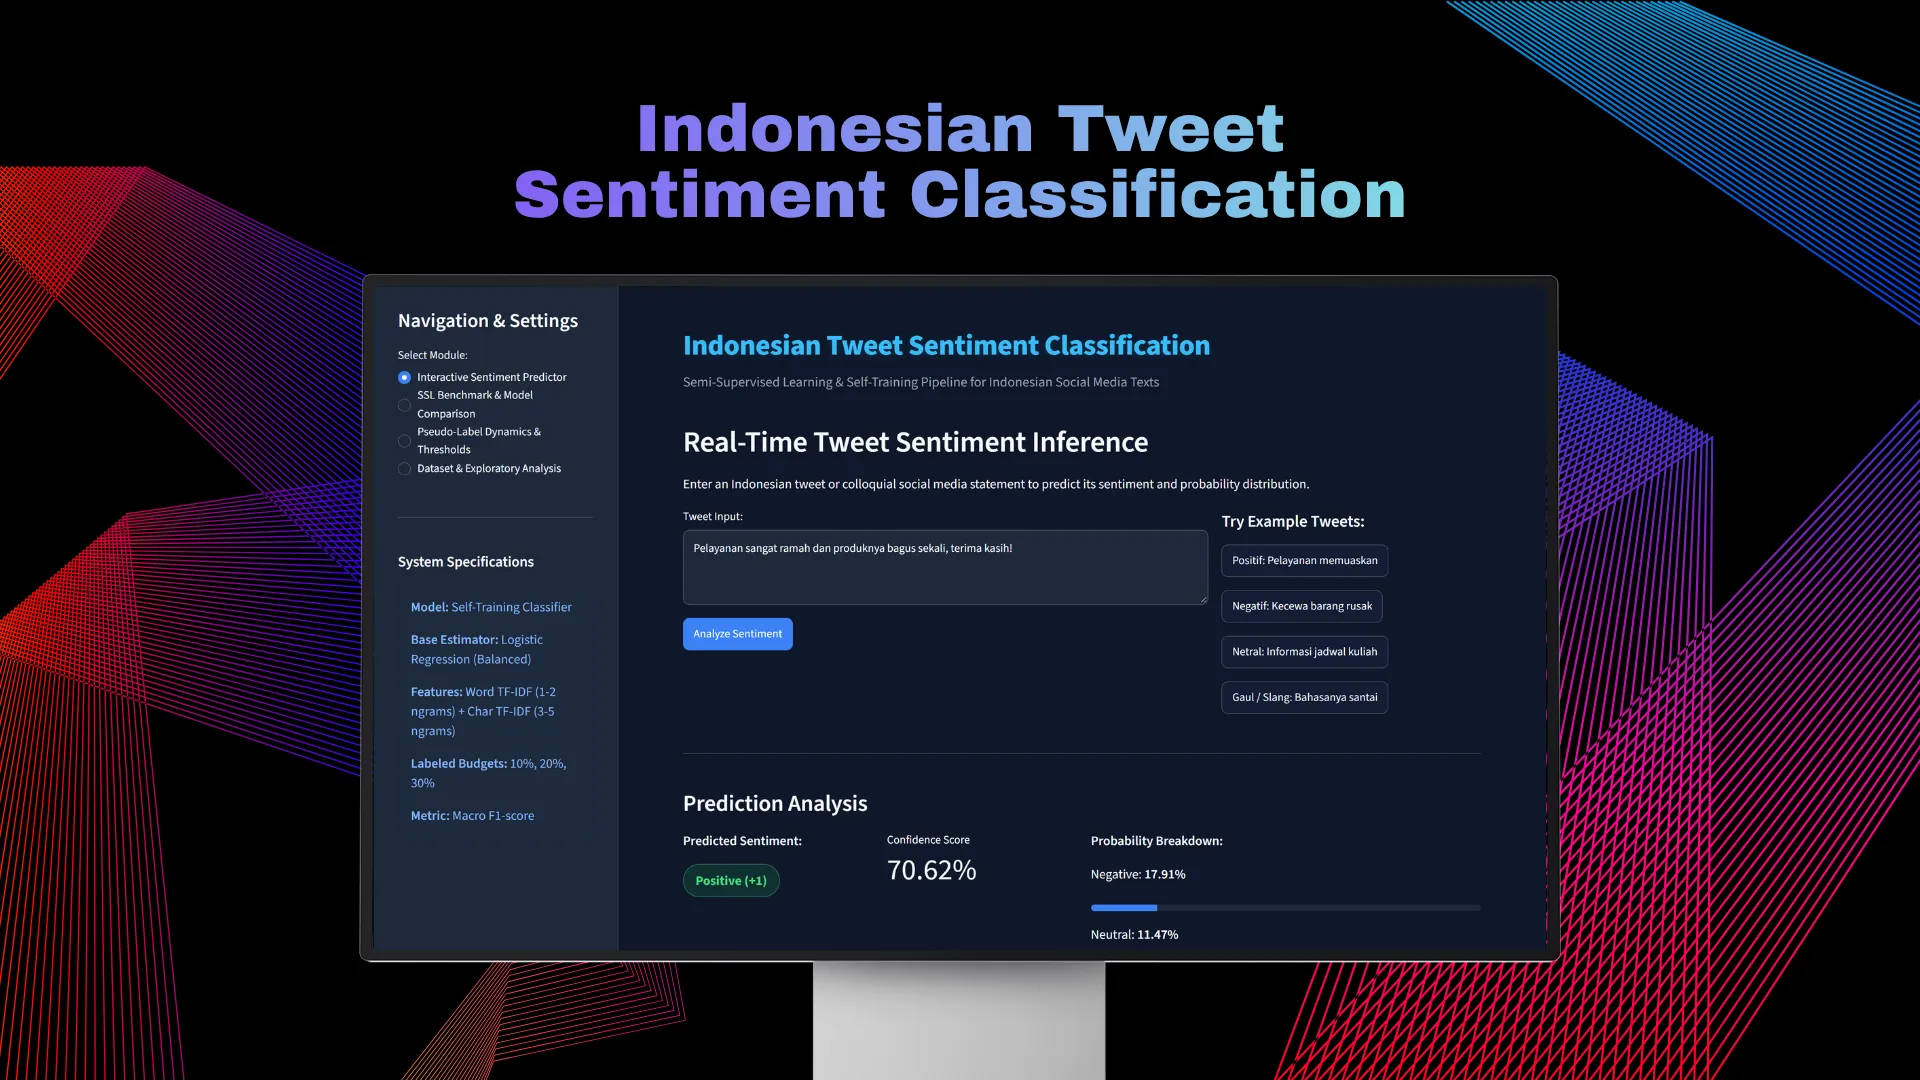 Indonesian Tweet
Sentiment Classification
Navigation & Settings
Select Module:
Interactive Sentiment Predictor
SSL Benchmark & Model
Comparison
Pseudo-Label Dynamics &
Thresholds
Dataset & Exploratory Analysis
System Specifications
Model: Self-Training Classifier
Base Estimator: Logistic
Regression (Balanced)
Features: Word TF-IDF (1-2
ngrams) + Char TF-IDF (3-5
ngrams)
Labeled Budgets: 10%, 20%,
30%
Metric: Macro F1-score
Indonesian Tweet Sentiment Classification
Semi-Supervised Learning & Self-Training Pipeline for Indonesian Social Media Texts
Real-Time Tweet Sentiment Inference
Enter an Indonesian tweet or colloquial social media statement to predict its sentiment and probability distribution.
Tweet Input:
Pelayanan sangat ramah dan produknya bagus sekali, terima kasih!
Analyze Sentiment
Try Example Tweets:
Positif: Pelayanan memuaskan
Negatif: Kecewa barang rusak
Netral: Informasi jadwal kuliah
Gaul / Slang: Bahasanya santai
Prediction Analysis
Predicted Sentiment:
Positive (+1)
Confidence Score
70.62%
Probability Breakdown:
Negative: 17.91%
Neutral: 11.47%